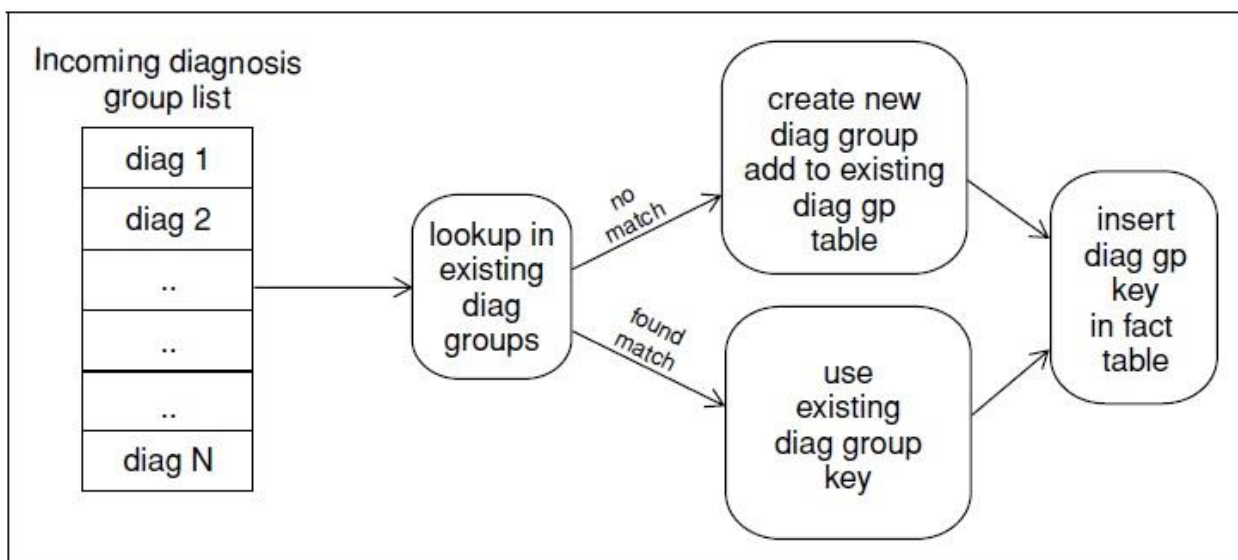 Incoming diagnosis
group list
diag 1
diag 2
..
..
..
diag N
lookup in
existing
diag
groups
no
match
found
match
create new
diag group
add to existing
diag gp
table
use
existing
diag group
key
insert
diag gp
key
in fact
table